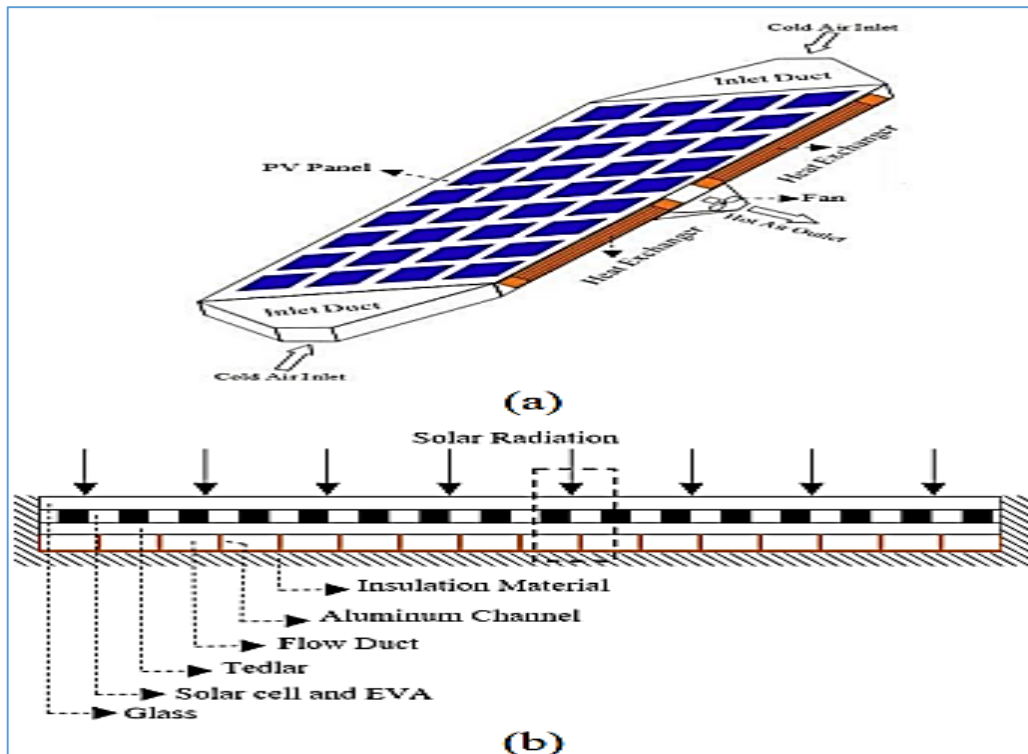 Cold Air Inlet
Inlet Duct
Heat Exchanger
PV Panel
Fan
Hot Air Outlet
Heat Exchanger
Inlet Duct
Cold Air Inlet
(a)
Solar Radiation
Insulation Material
Aluminum Channel
Flow Duct
Tedlar
Solar cell and EVA
Glass
(b)